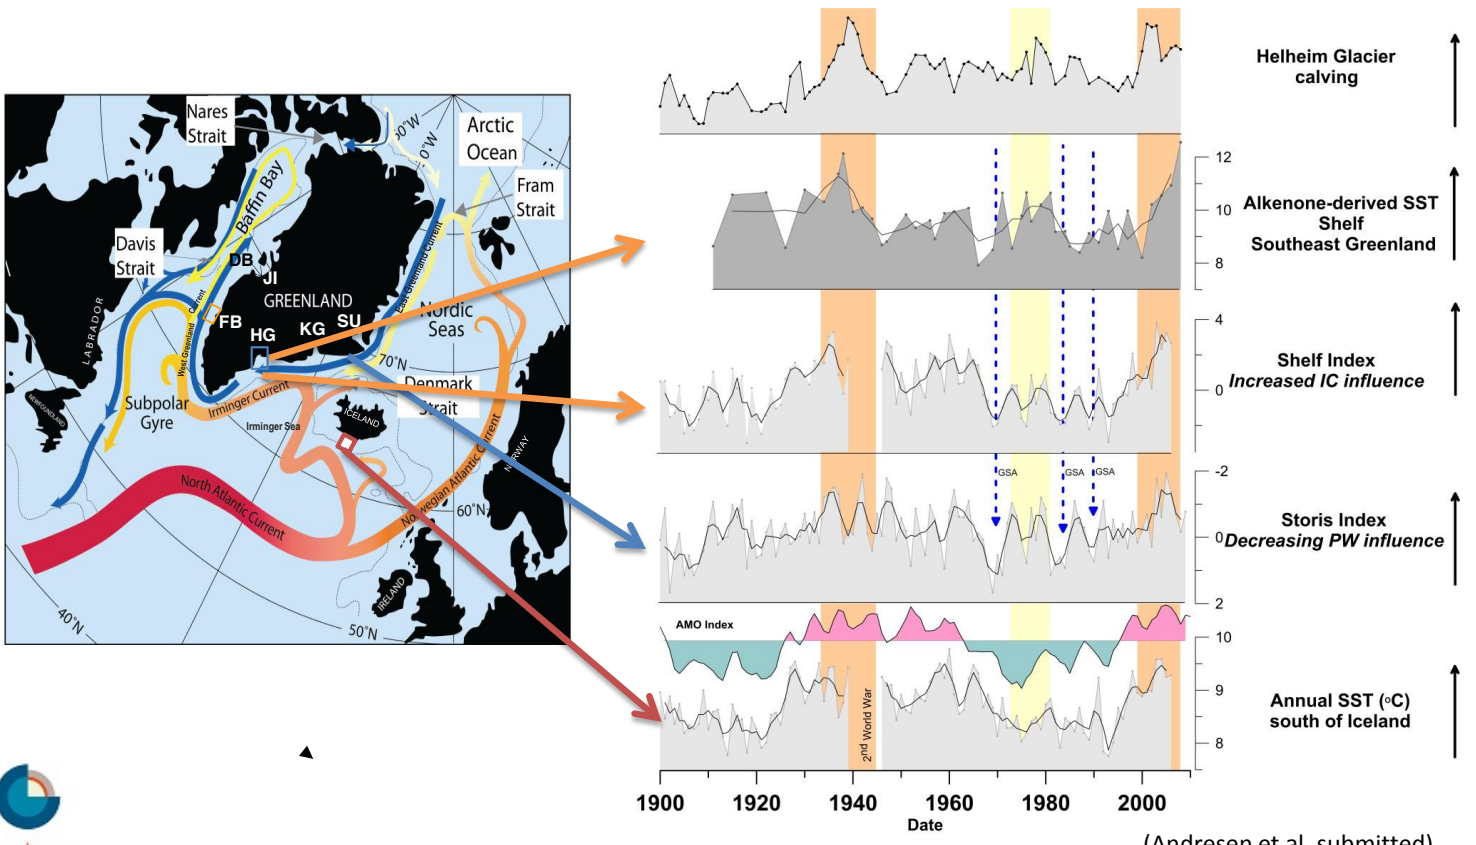 Nares
Strait
60°W
0°W
Arctic
Ocean
Fram
Strait
Baffin Bay
Davis
Strait
DB
JI
GREENLAND
East Greenland Current
Nordic
Seas
LABRADOR
West Greenland
Current
FB
HG
KG
SU
70°N
Denmark
Strait
NEWFOUNDLAND
Subpolar
Gyre
Irminger Current
ICELAND
Irminger Sea
NORWAY
North Atlantic Current
Norwegian Atlantic Current
60°N
IRELAND
40°N
50°N
Helheim Glacier
calving
12
10
8
Alkenone-derived SST
Shelf
Southeast Greenland
4
0
Shelf Index
Increased IC influence
GSA
GSA
GSA
-2
0
2
Storis Index
Decreasing PW influence
AMO Index
10
9
8
2nd World War
Annual SST (oC)
south of Iceland
1900 1920 1940 1960 1980 2000
Date
(Andresen et al. submitted)